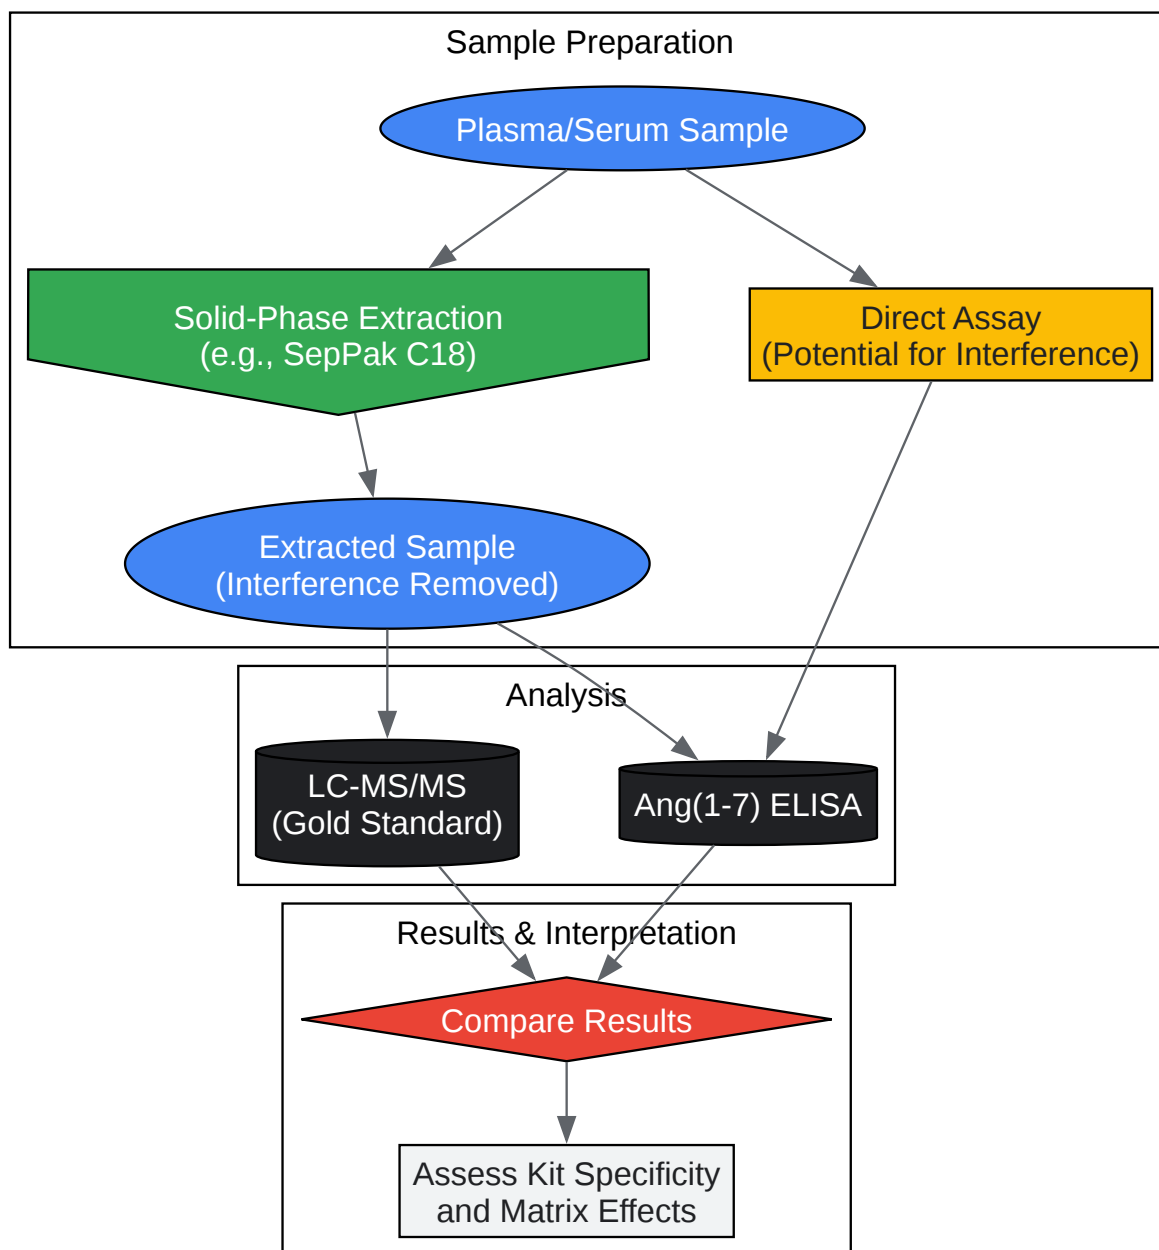 Sample Preparation
Plasma/Serum Sample
Solid-Phase Extraction
(e.g., SepPak C18)
Direct Assay
(Potential for Interference)
Extracted Sample
(Interference Removed)
Analysis
LC-MS/MS
(Gold Standard)
Ang(1-7) ELISA
Results & Interpretation
Compare Results
Assess Kit Specificity
and Matrix Effects